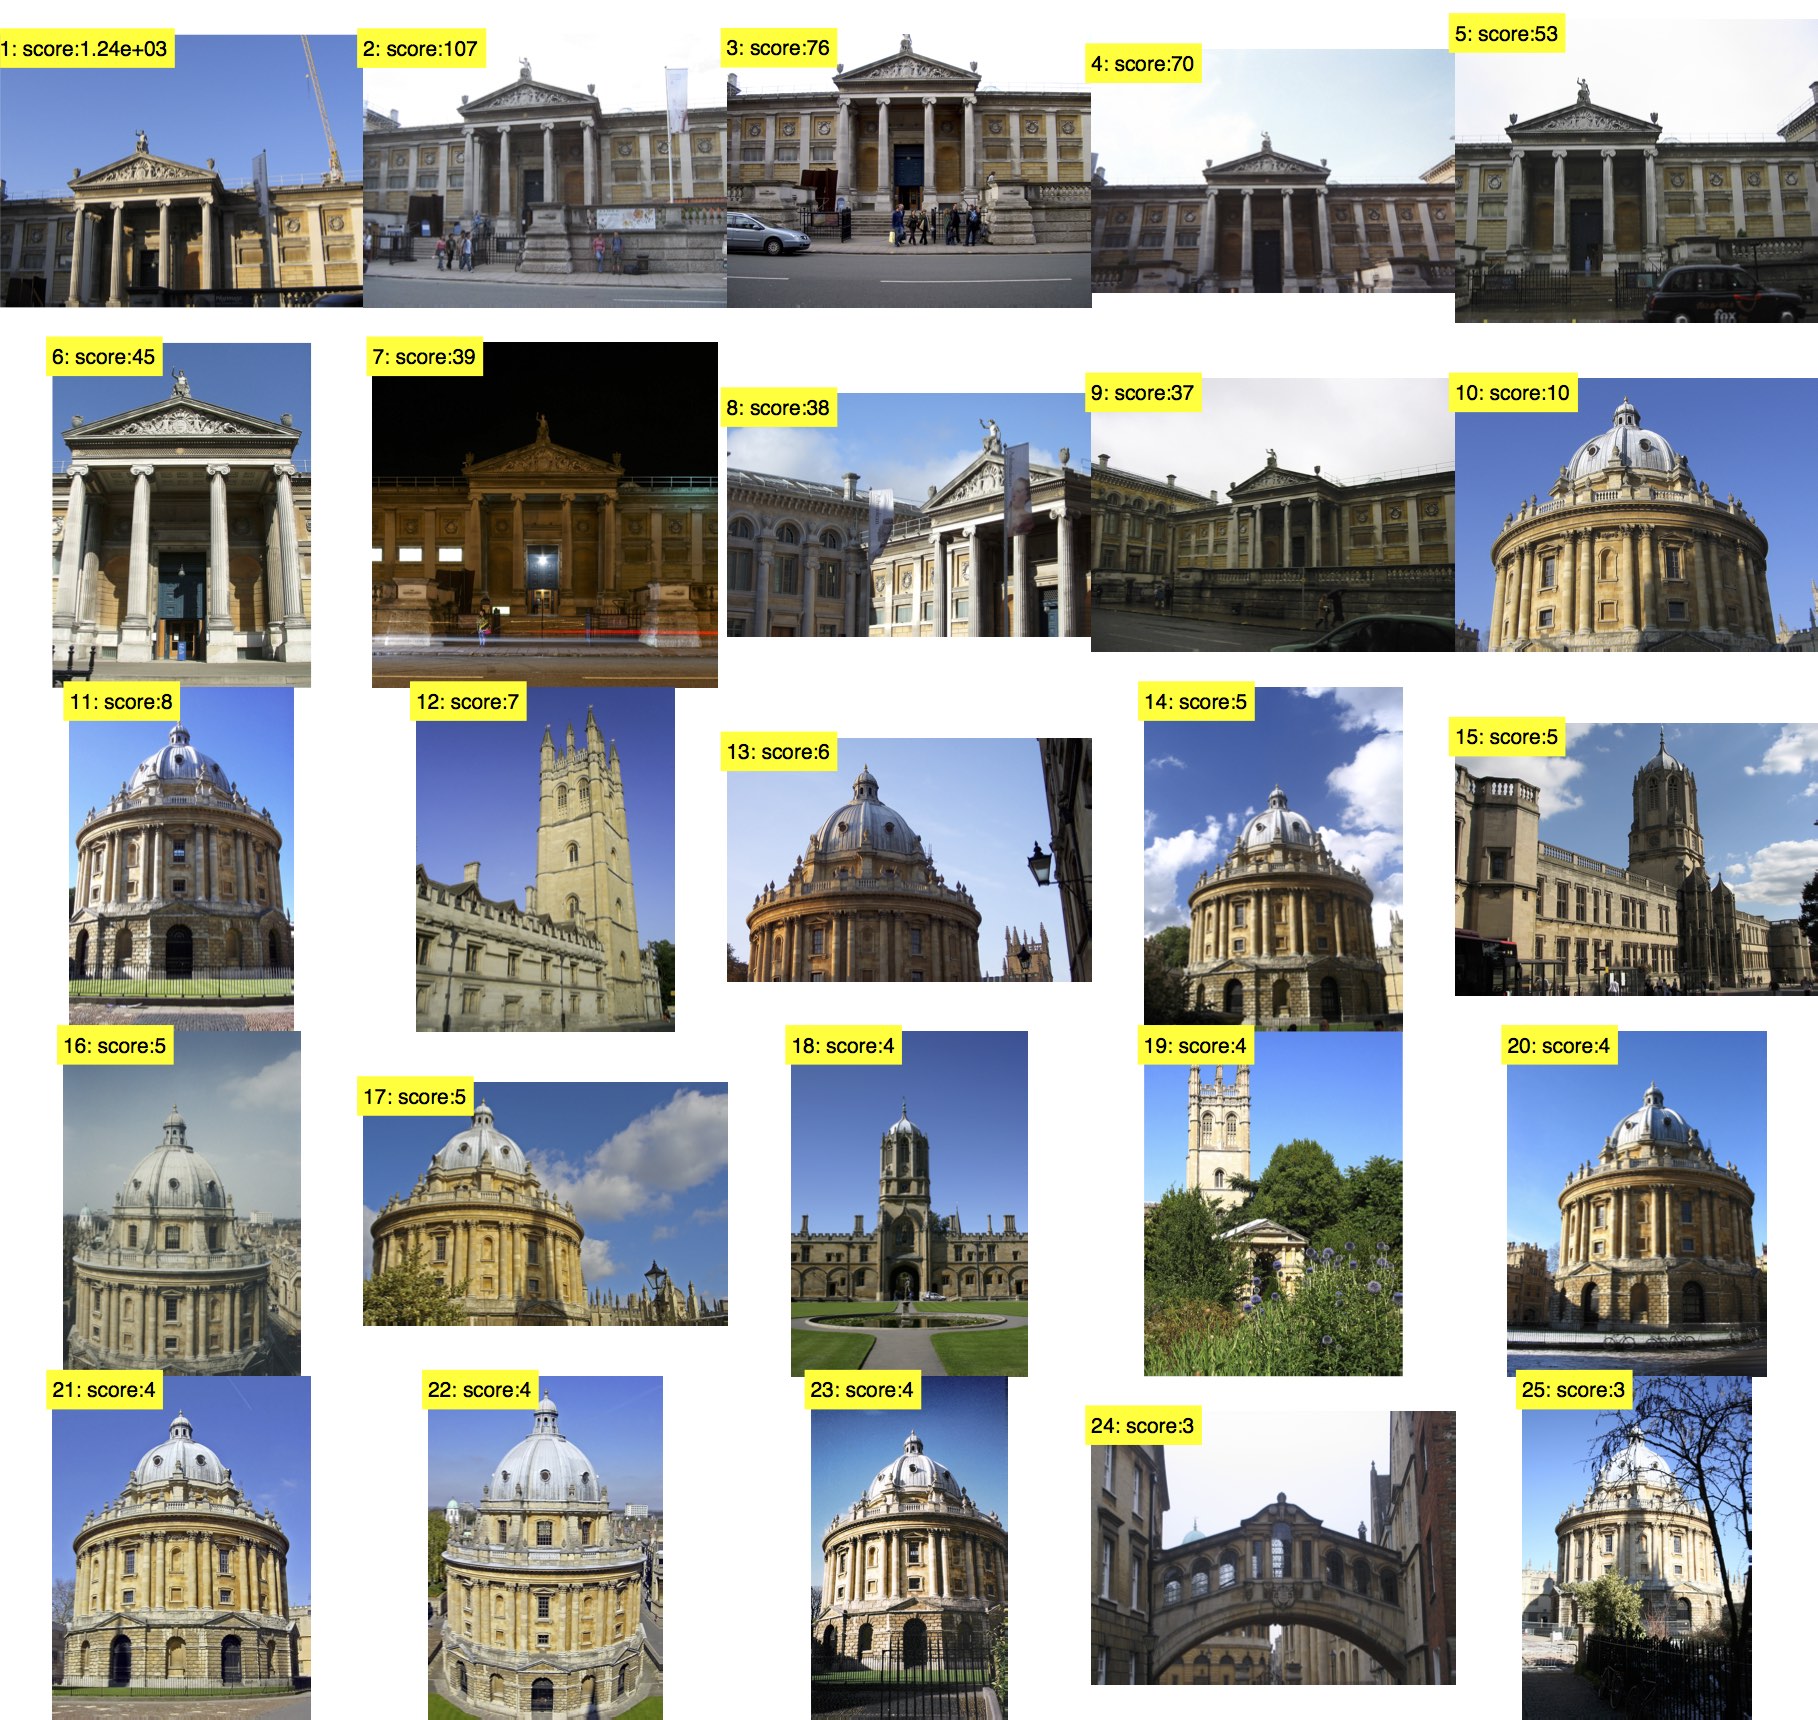 1: score:1.24e+03
2: score:107
3: score:76
4: score:70
5: score:53
6: score:45
7: score:39
8: score:38
9: score:37
10: score:10
11: score:8
12: score:7
13: score:6
14: score:5
15: score:5
16: score:5
17: score:5
18: score:4
19: score:4
20: score:4
21: score:4
22: score:4
23: score:4
24: score:3
25: score:3
fox